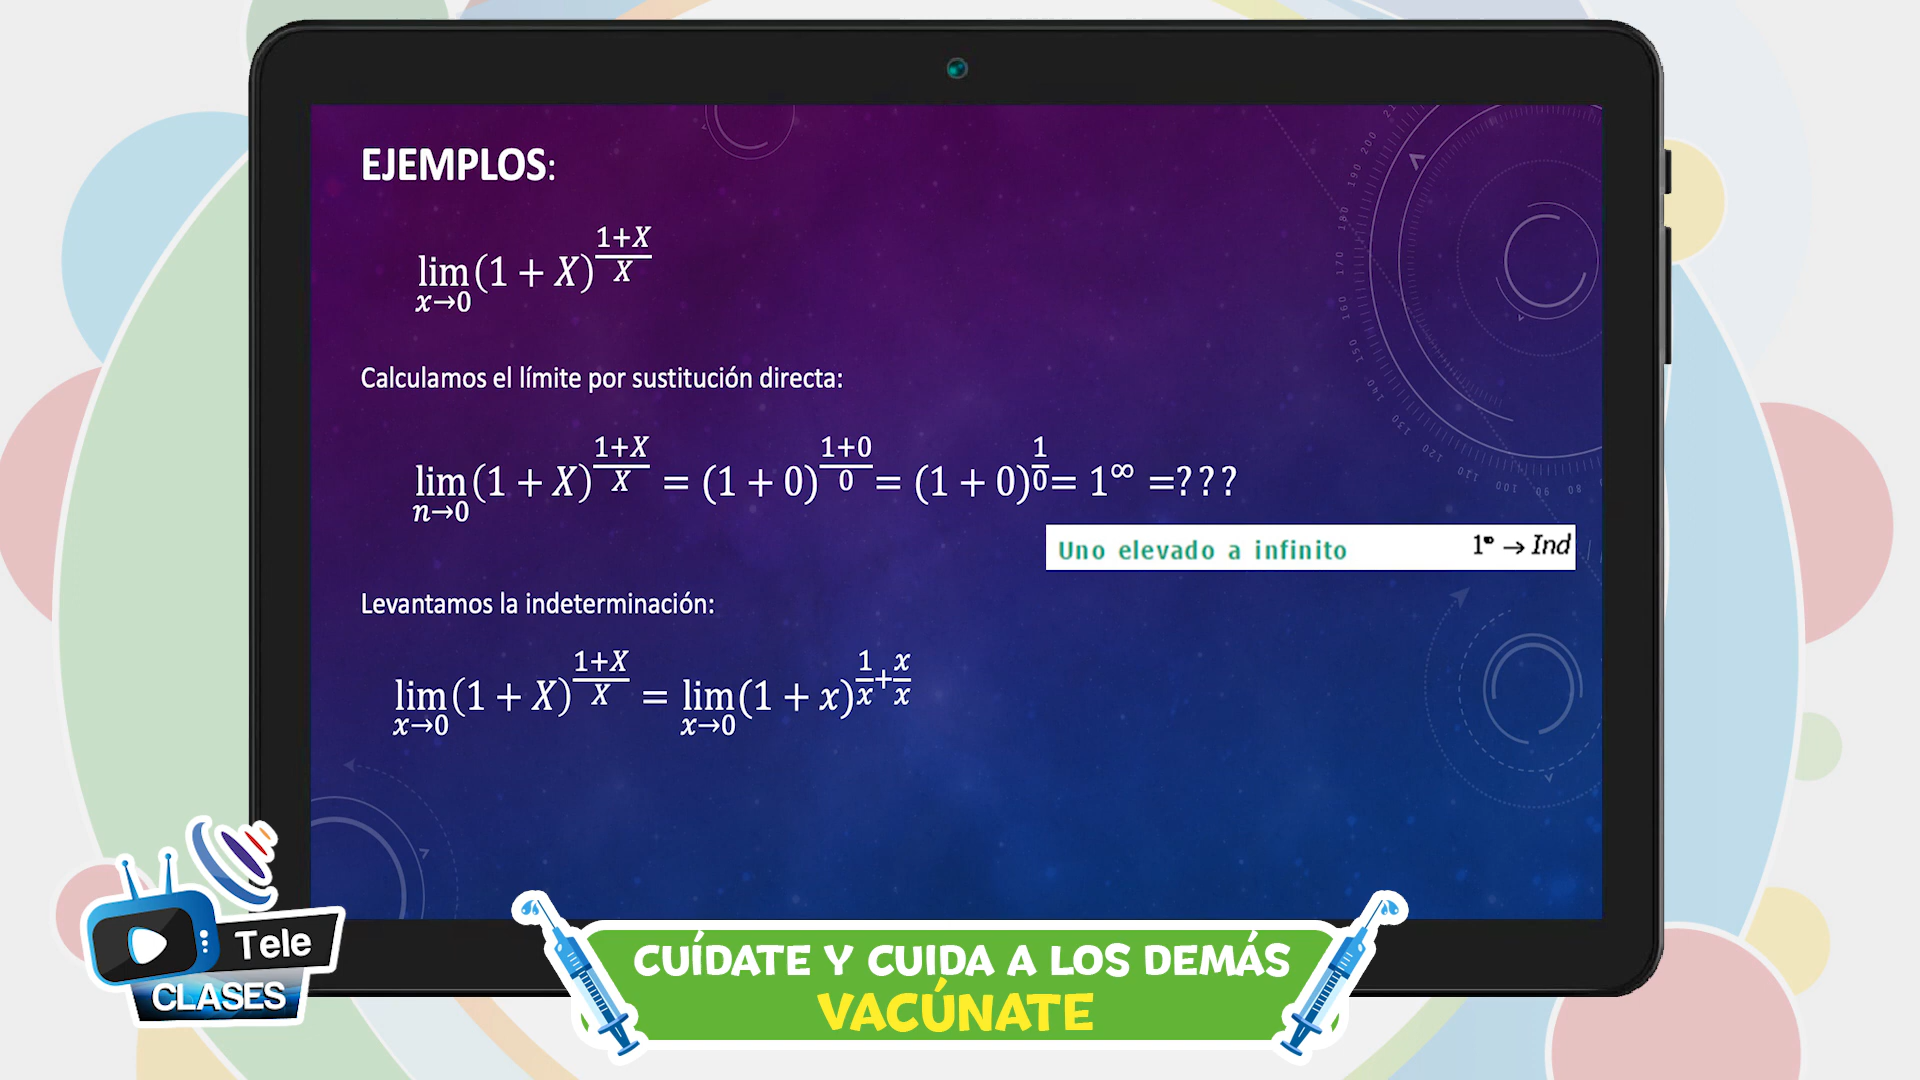 EJEMPLOS:
lim (1 + X)^((1+X)/X)
x→0
Calculamos el límite por sustitución directa:
lim (1 + X)^((1+X)/X) = (1 + 0)^((1+0)/0) = (1 + 0)^(1/0) = 1^∞ =???
n→0
Uno elevado a infinito 1^∞ → Ind
Levantamos la indeterminación:
lim (1 + X)^((1+X)/X) = lim (1 + x)^(1/x + x/x)
x→0 x→0
Tele
CLASES
CUÍDATE Y CUIDA A LOS DEMÁS
VACÚNATE